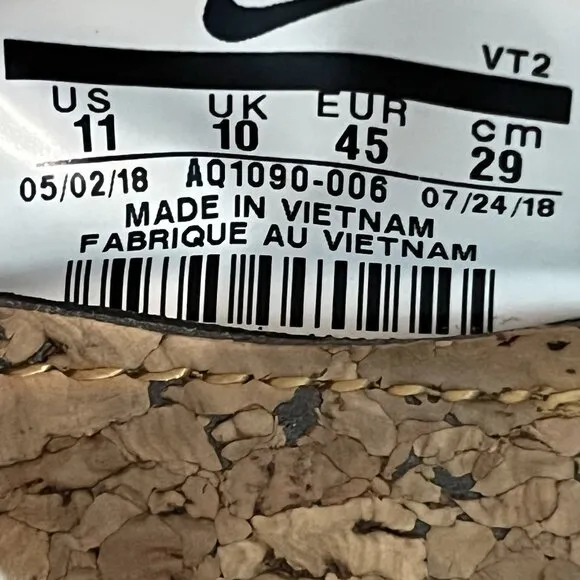 VT2
US UK EUR cm
11 10 45 29
05/02/18 AQ1090-006 07/24/18
MADE IN VIETNAM
FABRIQUE AU VIETNAM